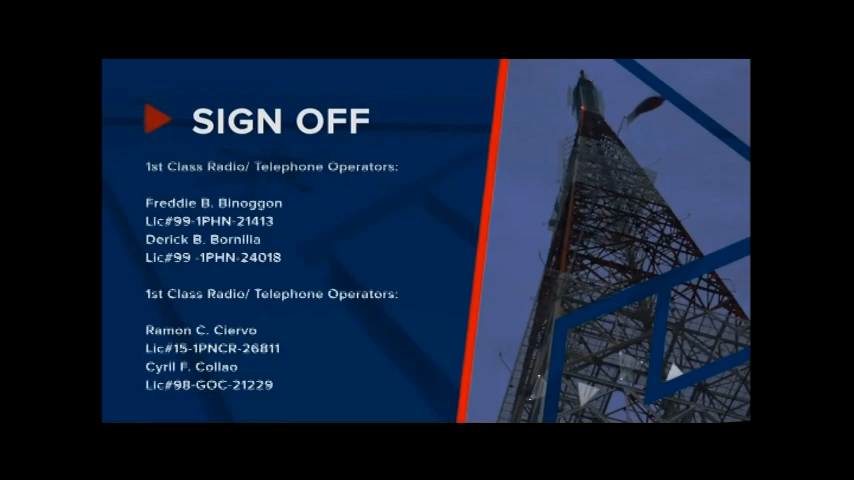 SIGN OFF
1st Class Radio/ Telephone Operators:
Freddie B. Binoggon
Lic#99-1PHN-21413
Derick B. Bornilla
Lic#99 -1PHN-24018
1st Class Radio/ Telephone Operators:
Ramon C. Ciervo
Lic#15-1PNCR-26811
Cyril F. Collao
Lic#98-GOC-21229